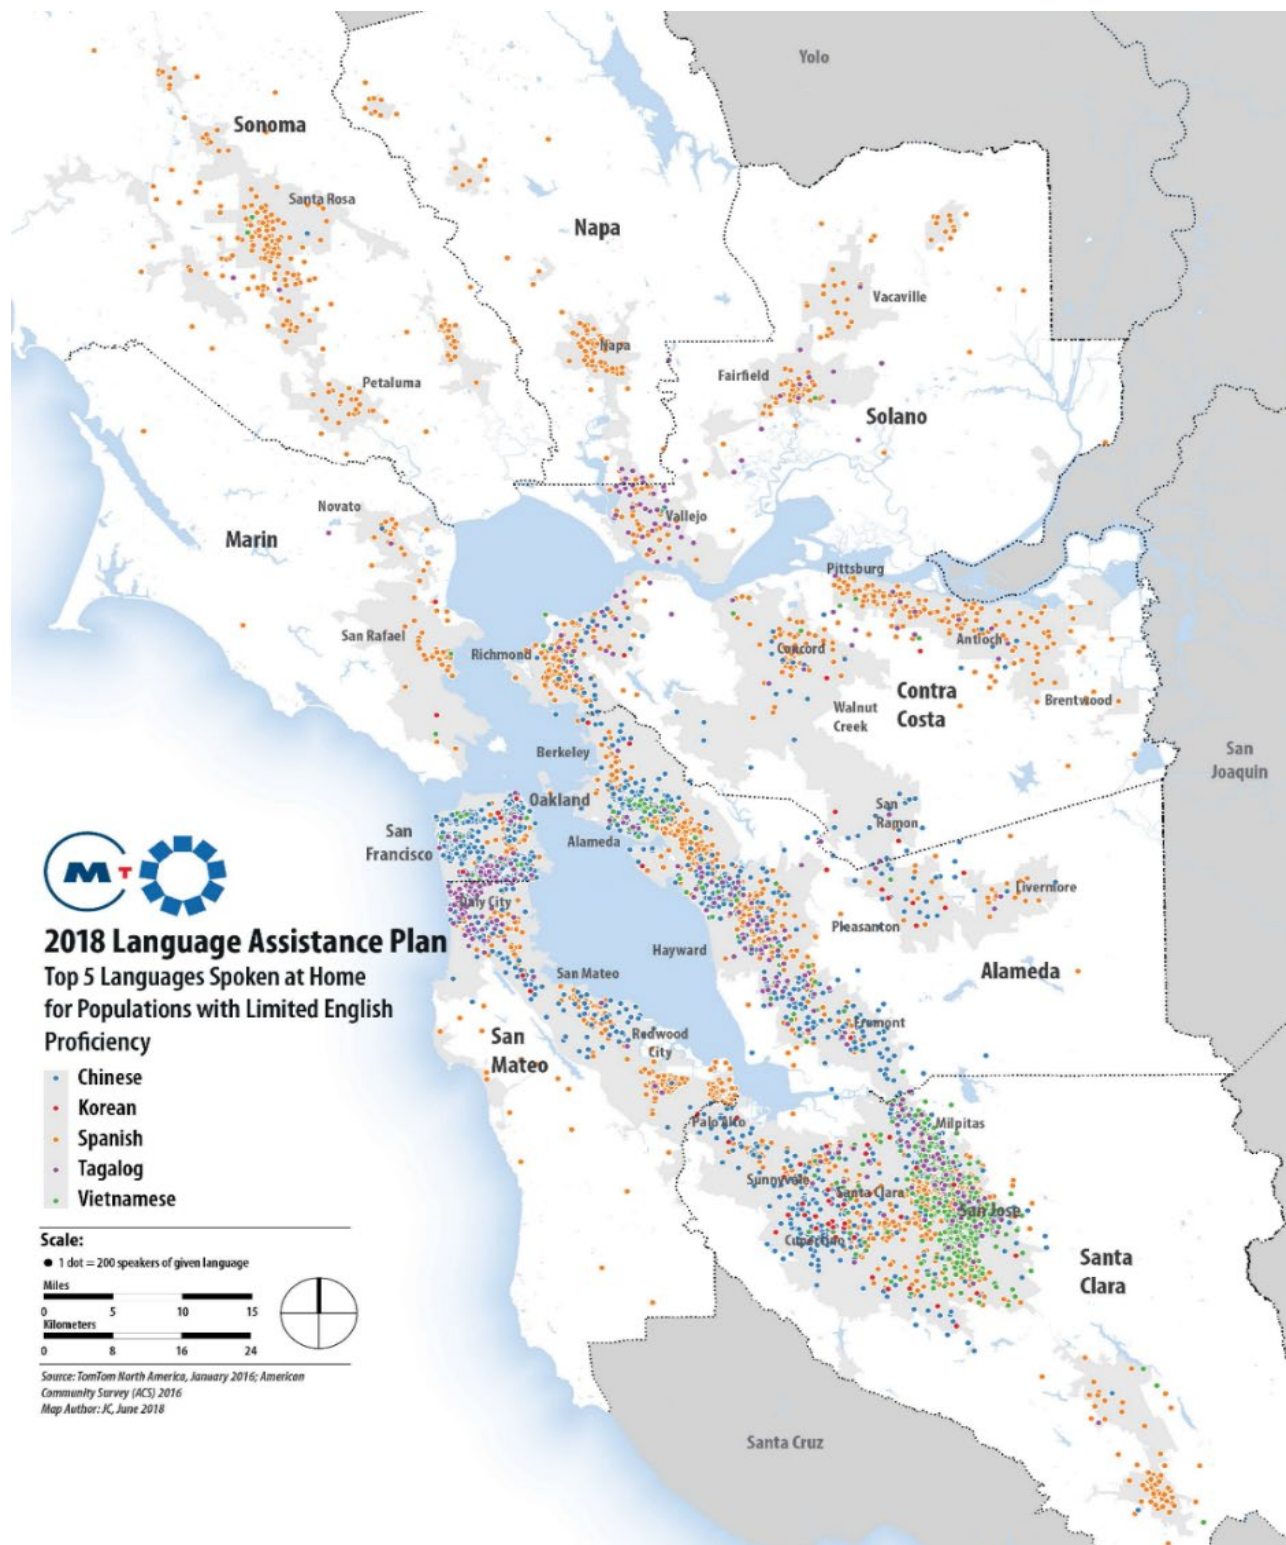 Yolo
Sonoma
Santa Rosa
Napa
Vacaville
Napa
Fairfield
Petaluma
Solano
Novato
Vallejo
Marin
Pittsburg
San Rafael
Richmond
Concord
Antioch
Contra
Costa
Brentwood
Walnut
Creek
Berkeley
San
Joaquin
Oakland
San
Ramon
San
Francisco
Alameda
Livermore
Daly City
Pleasanton
Hayward
Alameda
San Mateo
Fremont
Redwood
City
San
Mateo
Palo Alto
Milpitas
Sunnyvale
Santa Clara
San Jose
Cupertino
Santa
Clara
Santa Cruz
M T
2018 Language Assistance Plan
Top 5 Languages Spoken at Home
for Populations with Limited English
Proficiency
Chinese
Korean
Spanish
Tagalog
Vietnamese
Scale:
1 dot = 200 speakers of given language
Miles
0 5 10 15
Kilometers
0 8 16 24
Source: TomTom North America, January 2016; American
Community Survey (ACS) 2016
Map Author: JC, June 2018